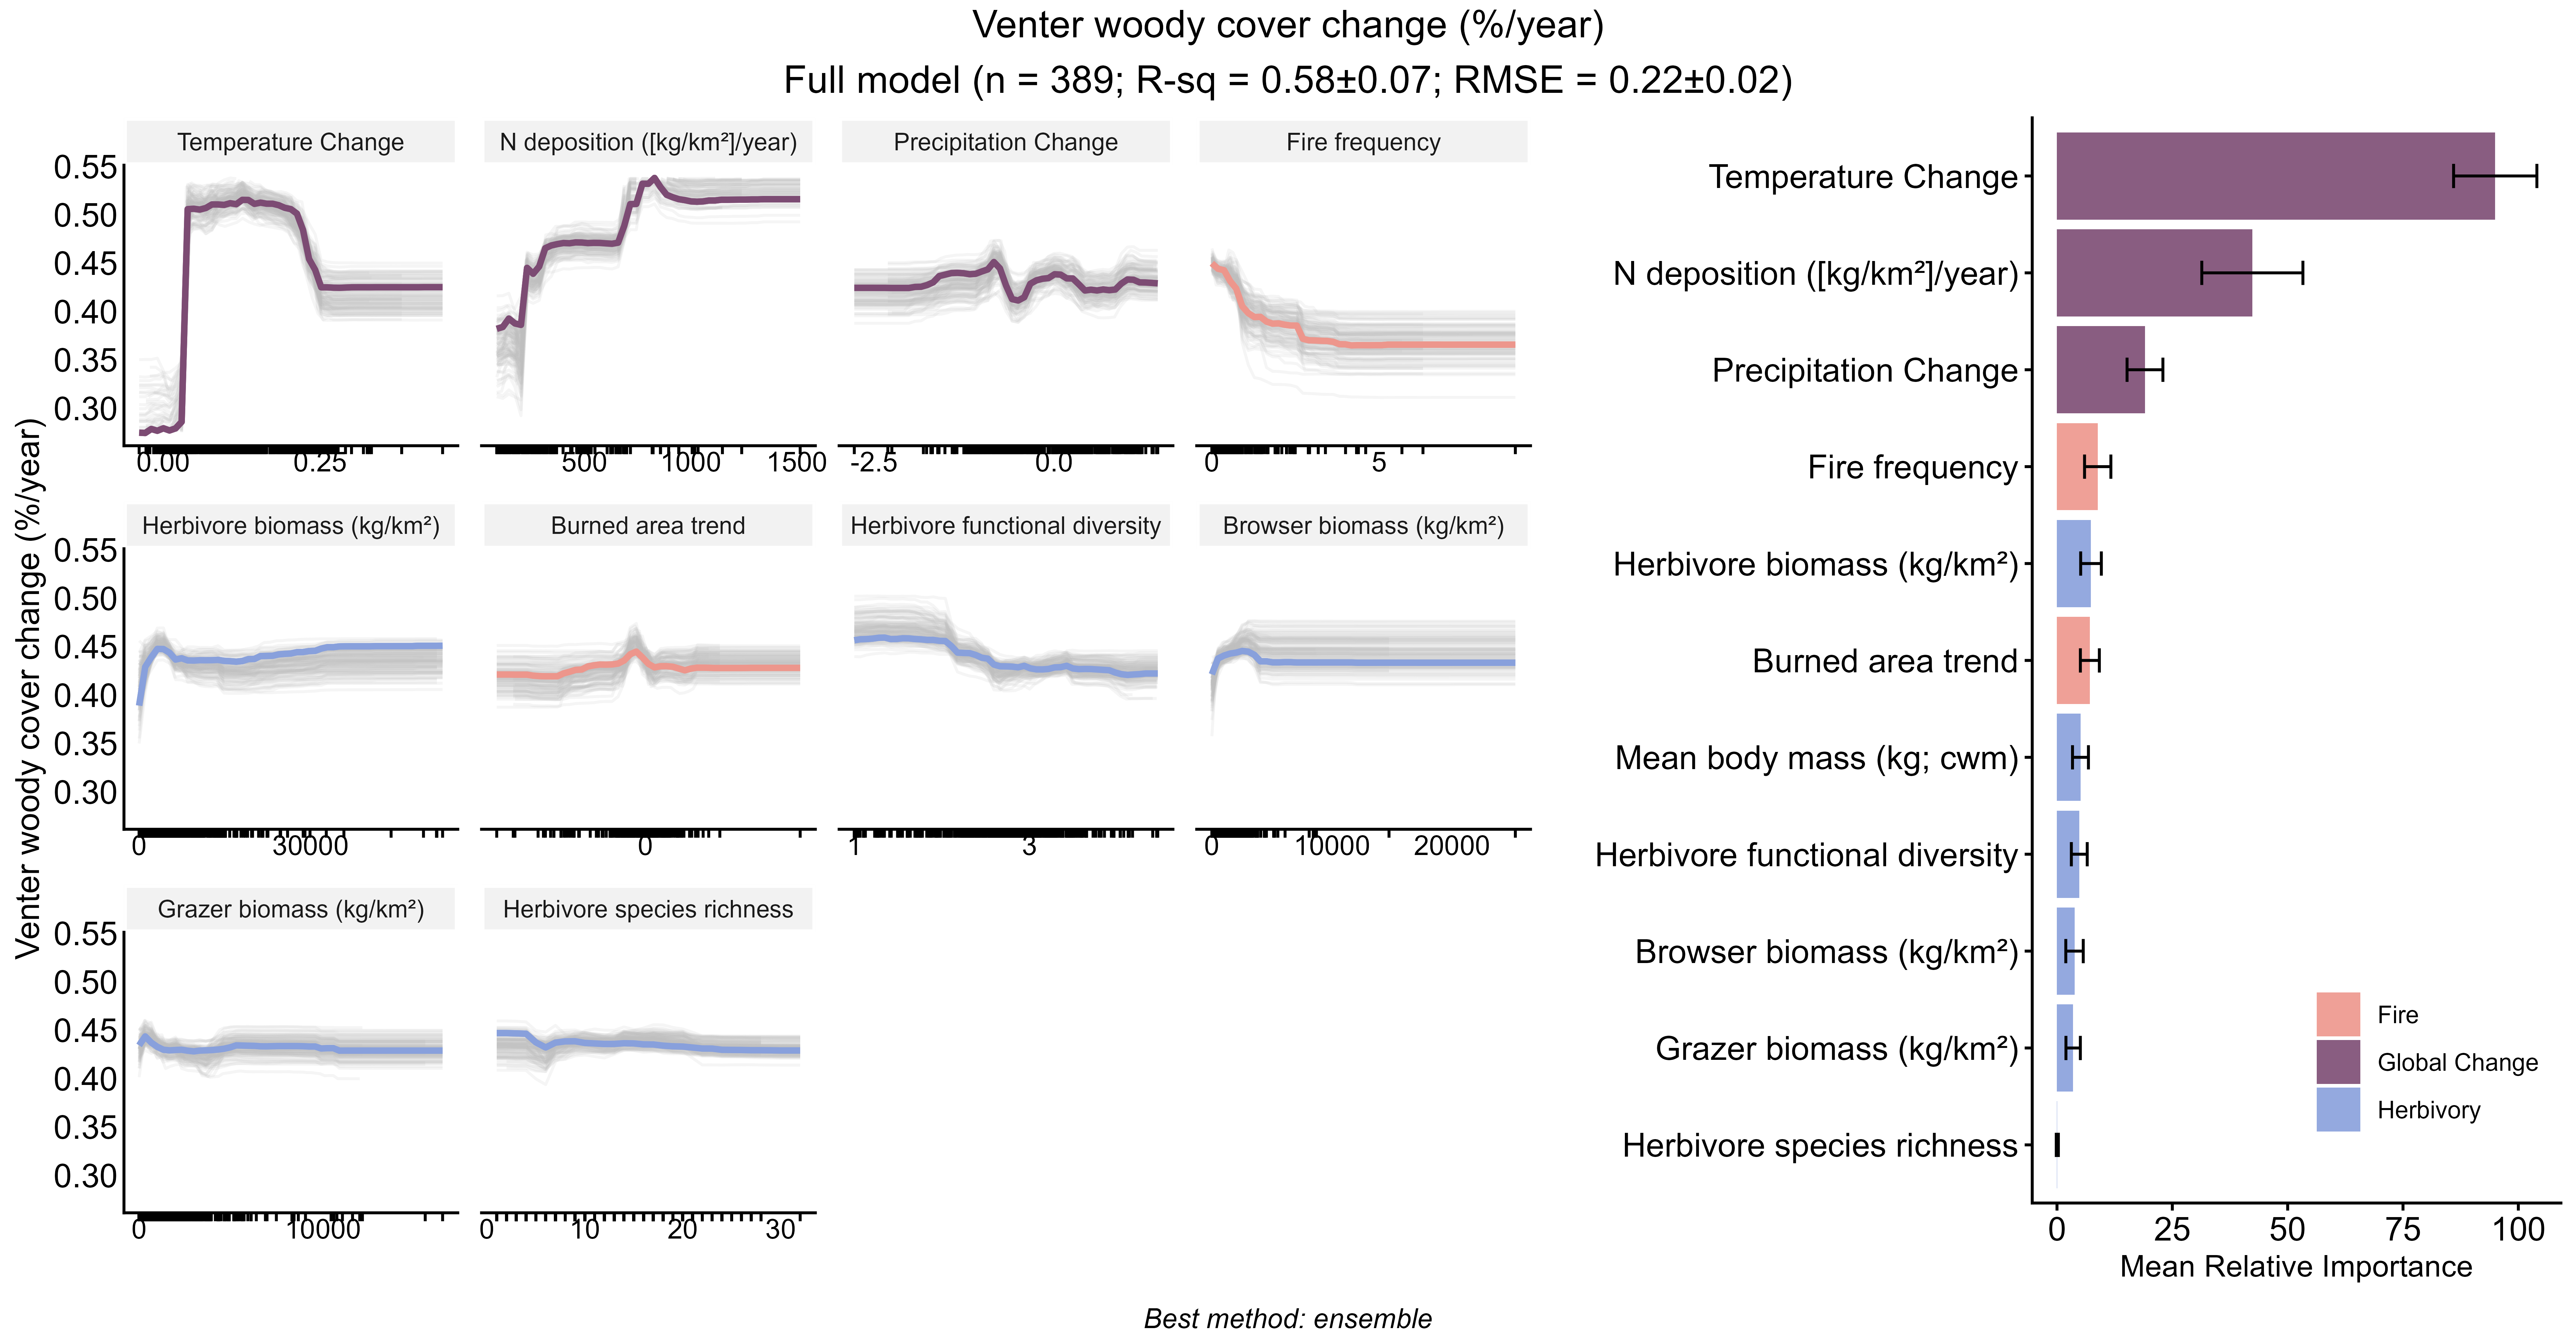 Venter woody cover change (%/year)
Full model (n = 389; R-sq = 0.58±0.07; RMSE = 0.22±0.02)
Venter woody cover change (%/year)
Temperature Change
N deposition ([kg/km²]/year)
Precipitation Change
Fire frequency
0.55
0.50
0.45
0.40
0.35
0.30
0.00 0.25
500 1000 1500
-2.5 0.0
0 5
Herbivore biomass (kg/km²)
Burned area trend
Herbivore functional diversity
Browser biomass (kg/km²)
0.55
0.50
0.45
0.40
0.35
0.30
0 30000
0
1 3
0 10000 20000
Grazer biomass (kg/km²)
Herbivore species richness
0.55
0.50
0.45
0.40
0.35
0.30
0 10000
0 10 20 30
Temperature Change
N deposition ([kg/km²]/year)
Precipitation Change
Fire frequency
Herbivore biomass (kg/km²)
Burned area trend
Mean body mass (kg; cwm)
Herbivore functional diversity
Browser biomass (kg/km²)
Grazer biomass (kg/km²)
Herbivore species richness
Fire
Global Change
Herbivory
0 25 50 75 100
Mean Relative Importance
Best method: ensemble